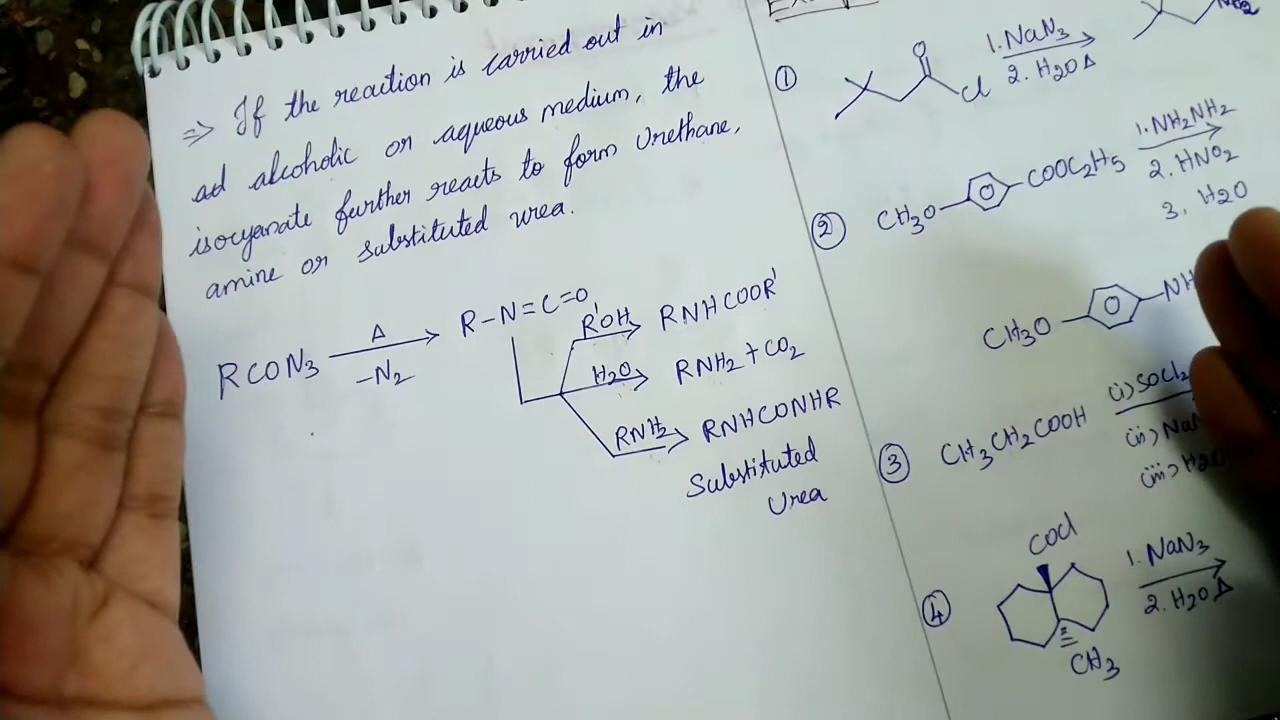 => If the reaction is carried out in
ad alcoholic or aqueous medium, the
isocyanate further reacts to form Urethane,
amine or substituted urea.
RCON3 Δ -N2 R-N=C=O
R'OH RNHCOOR'
H2O RNH2 + CO2
RNH2 RNHCONHR
Substituted
Urea
① O Cl 1. NaN3
2. H2O Δ
② CH3O COOC2H5 1. NH2NH2
2. HNO2
3. H2O
CH3O NH
③ CH3CH2COOH (i) SOCl2
(ii) Na
(iii) H2O
④ COCl 1. NaN3
2. H2O Δ
CH3